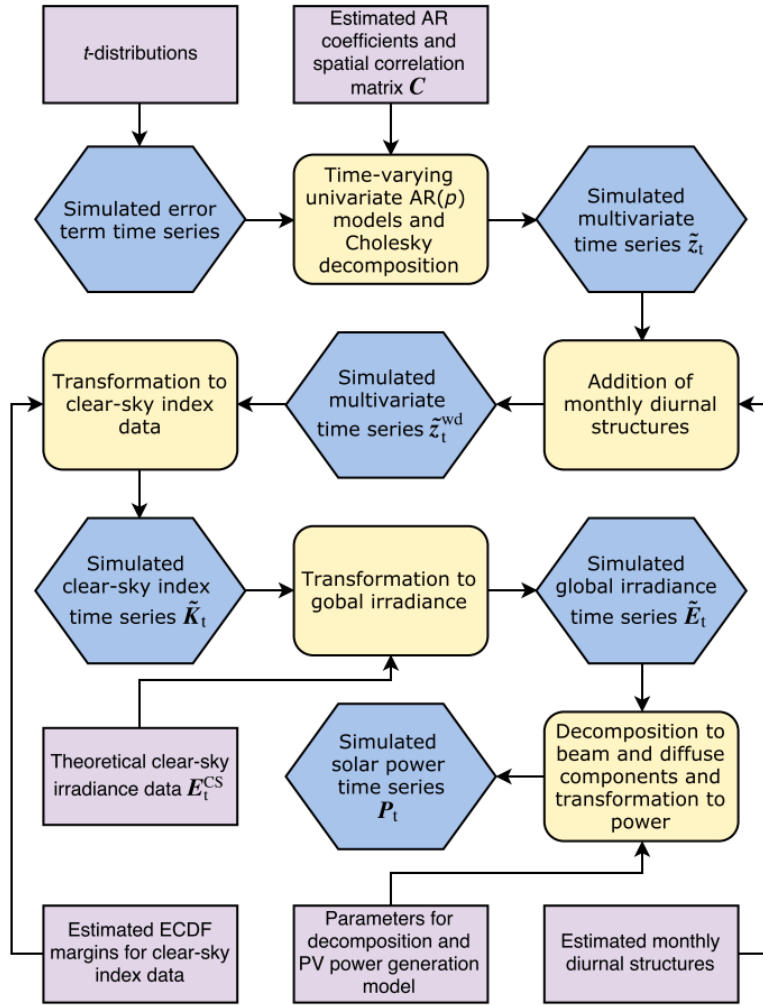 t-distributions
Estimated AR
coefficients and
spatial correlation
matrix C
Simulated error
term time series
Time-varying
univariate AR(p)
models and
Cholesky
decomposition
Simulated
multivariate
time series z̃t
Transformation to
clear-sky index
data
Simulated
multivariate
time series z̃t^wd
Addition of
monthly diurnal
structures
Simulated
clear-sky index
time series K̃t
Transformation to
gobal irradiance
Simulated
global irradiance
time series Ẽt
Theoretical clear-sky
irradiance data Et^CS
Simulated
solar power
time series
Pt
Decomposition to
beam and diffuse
components and
transformation to
power
Estimated ECDF
margins for clear-sky
index data
Parameters for
decomposition and
PV power generation
model
Estimated monthly
diurnal structures